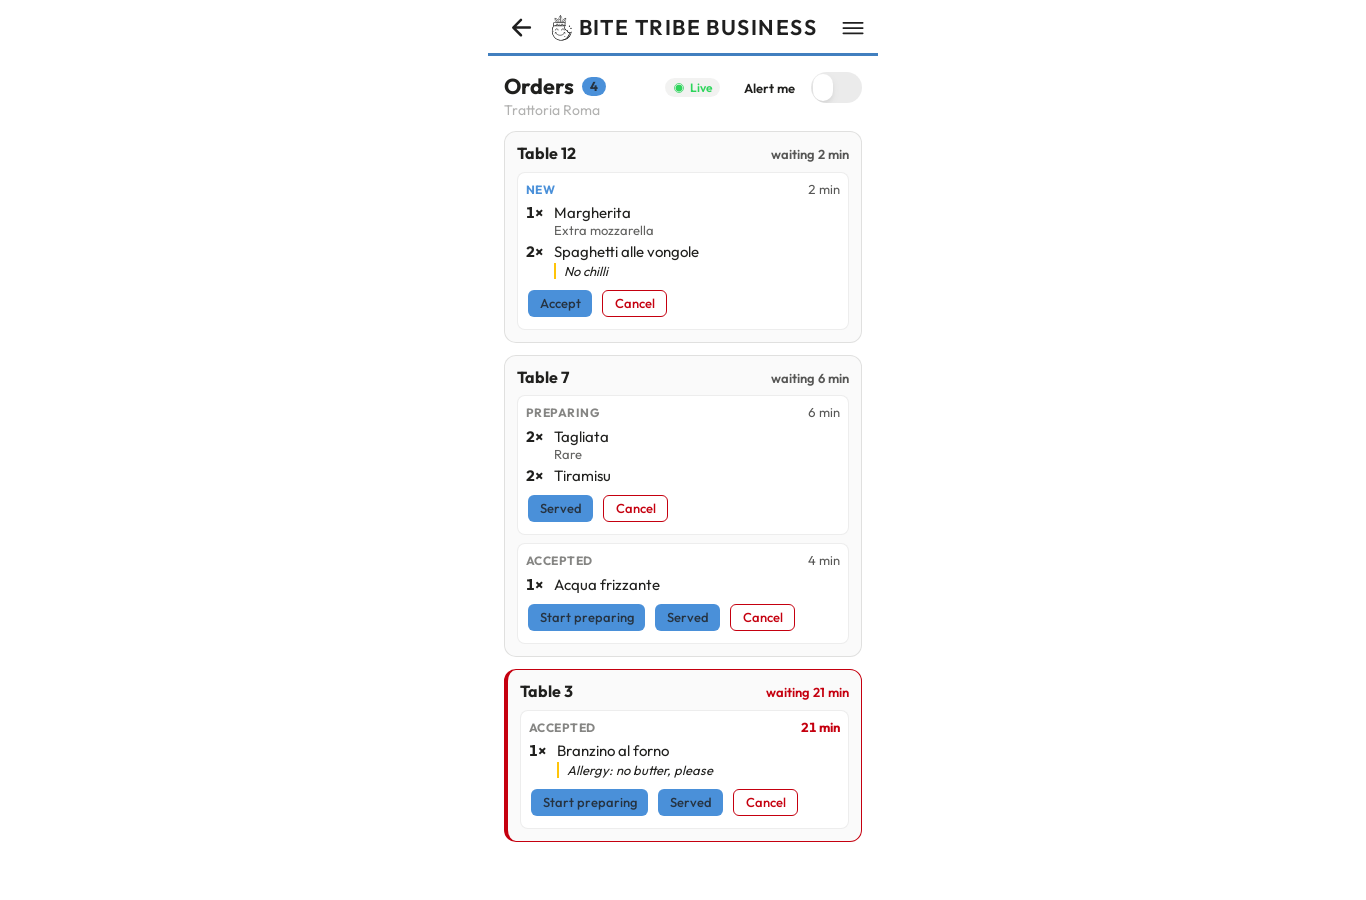 BITE TRIBE BUSINESS
Orders 4 Live Alert me
Trattoria Roma
Table 12 waiting 2 min
NEW 2 min
1× Margherita
Extra mozzarella
2× Spaghetti alle vongole
No chilli
Accept Cancel
Table 7 waiting 6 min
PREPARING 6 min
2× Tagliata
Rare
2× Tiramisu
Served Cancel
ACCEPTED 4 min
1× Acqua frizzante
Start preparing Served Cancel
Table 3 waiting 21 min
ACCEPTED 21 min
1× Branzino al forno
Allergy: no butter, please
Start preparing Served Cancel